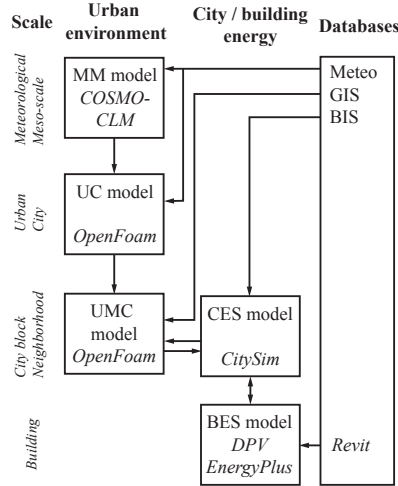 Scale
Urban
environment
City / building
energy
Databases
Meteorological
Meso-scale
MM model
COSMO-
CLM
Meteo
GIS
BIS
Urban
City
UC model
OpenFoam
City block
Neighborhood
UMC
model
OpenFoam
CES model
CitySim
Building
BES model
DPV
EnergyPlus
Revit